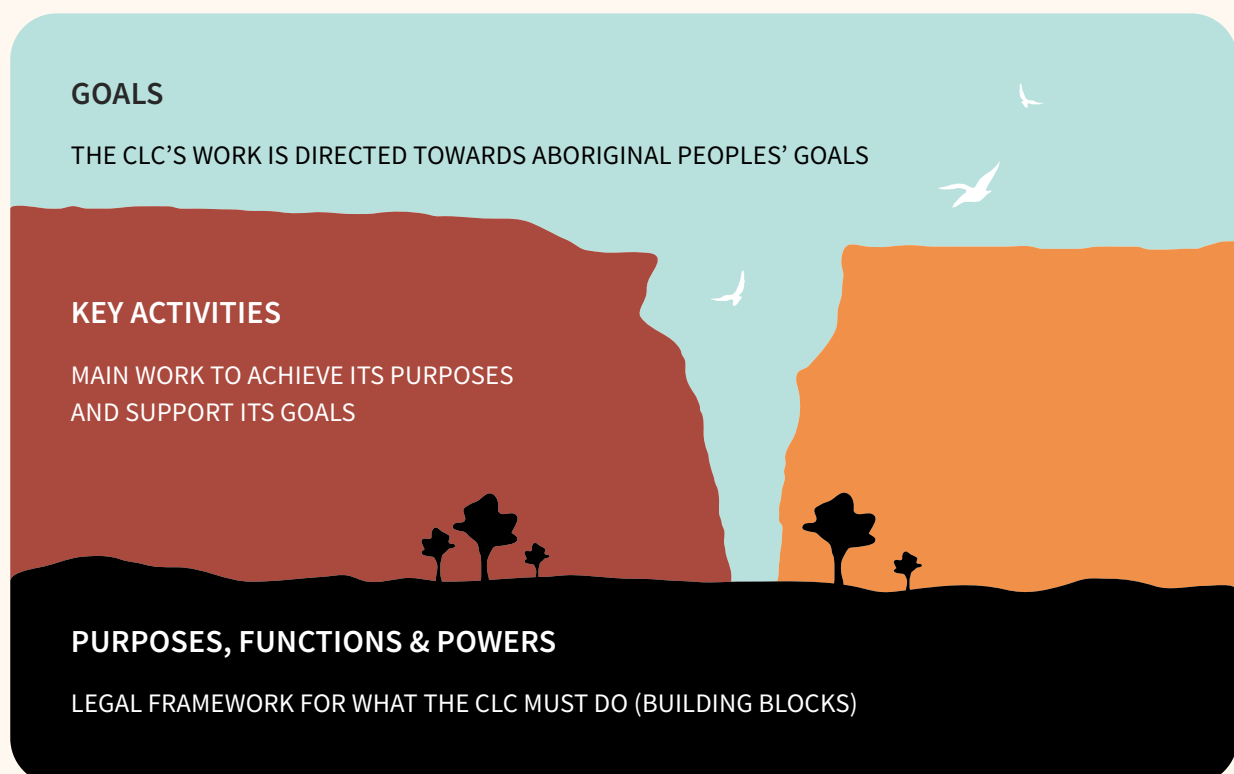 GOALS
THE CLC’S WORK IS DIRECTED TOWARDS ABORIGINAL PEOPLES’ GOALS
KEY ACTIVITIES
MAIN WORK TO ACHIEVE ITS PURPOSES
AND SUPPORT ITS GOALS
PURPOSES, FUNCTIONS & POWERS
LEGAL FRAMEWORK FOR WHAT THE CLC MUST DO (BUILDING BLOCKS)